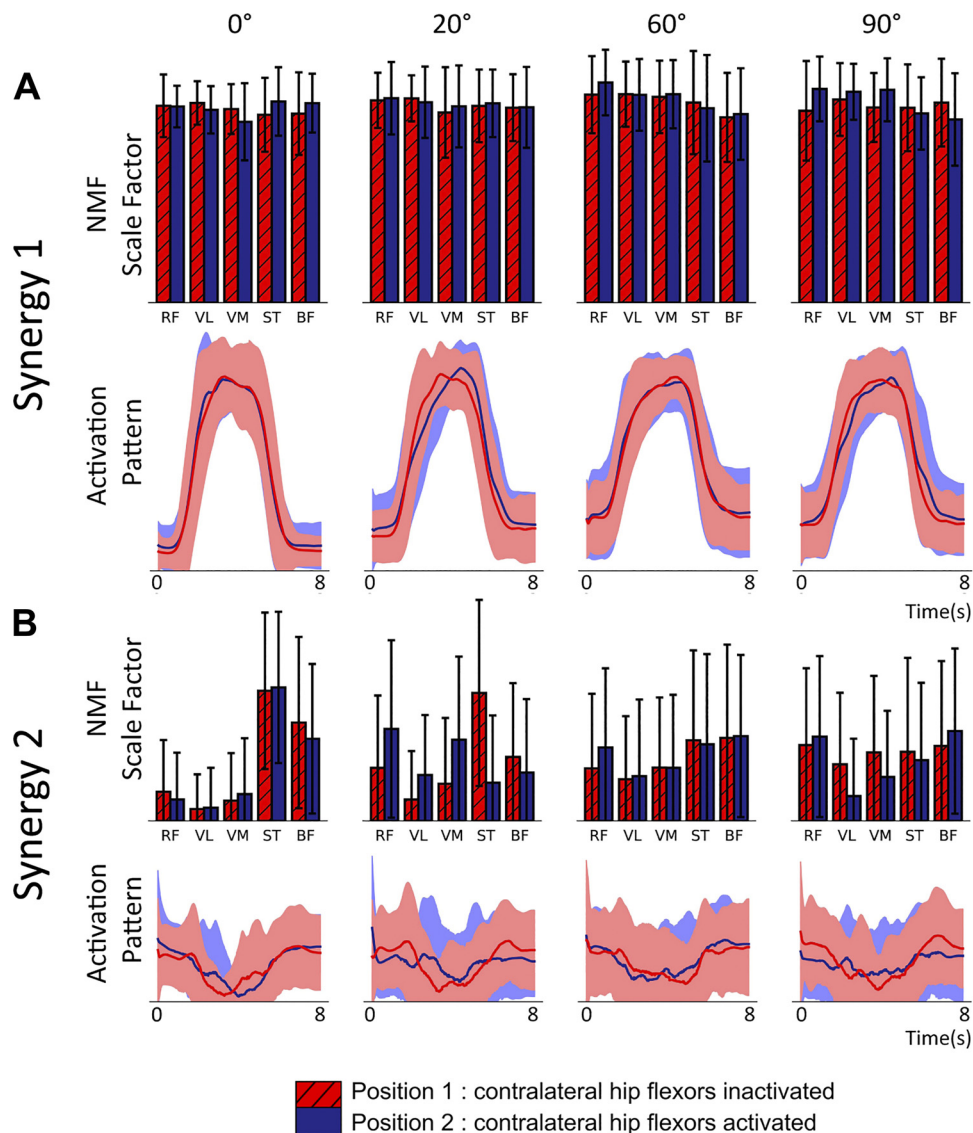 0° 20° 60° 90°
A
Synergy 1
NMF
Scale Factor
RF VL VM ST BF RF VL VM ST BF RF VL VM ST BF RF VL VM ST BF
Activation
Pattern
0 8 0 8 0 8 0 8
Time(s)
B
Synergy 2
NMF
Scale Factor
RF VL VM ST BF RF VL VM ST BF RF VL VM ST BF RF VL VM ST BF
Activation
Pattern
0 8 0 8 0 8 0 8
Time(s)
Position 1 : contralateral hip flexors inactivated
Position 2 : contralateral hip flexors activated